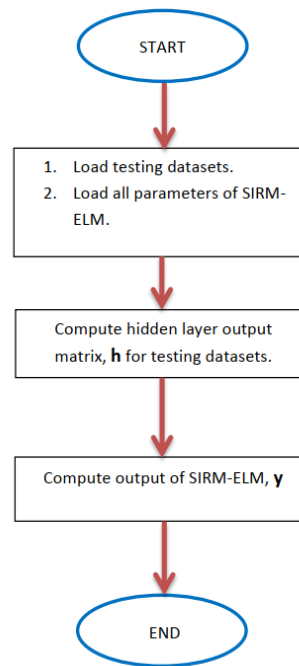 START
1. Load testing datasets.
2. Load all parameters of SIRM-
ELM.
Compute hidden layer output
matrix, h for testing datasets.
Compute output of SIRM-ELM, y
END